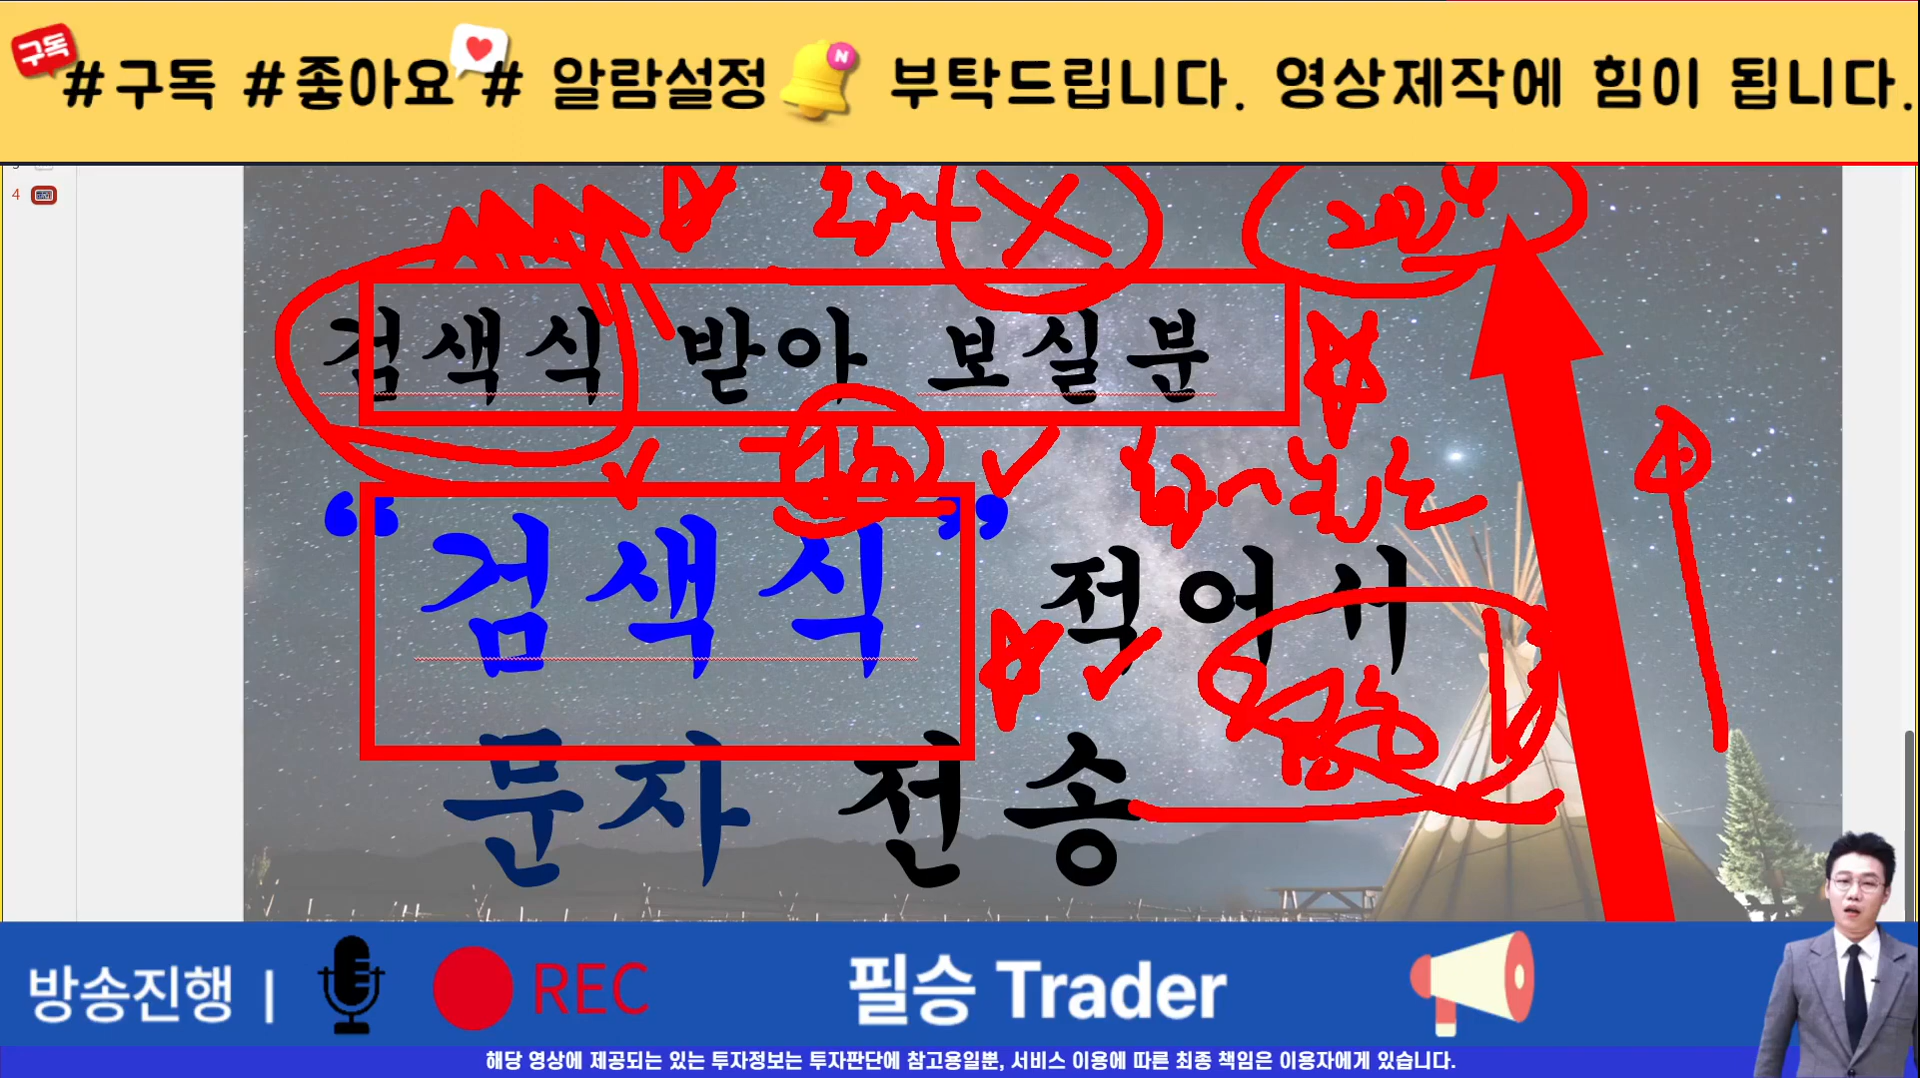 구독
#구독 #좋아요 # 알람설정 N 부탁드립니다. 영상제작에 힘이 됩니다.
4
검색식 받아 보실분
“검색식” 적어서
문자 전송
방송진행 | REC 필승 Trader
해당 영상에 제공되는 있는 투자정보는 투자판단에 참고용일뿐, 서비스 이용에 따른 최종 책임은 이용자에게 있습니다.